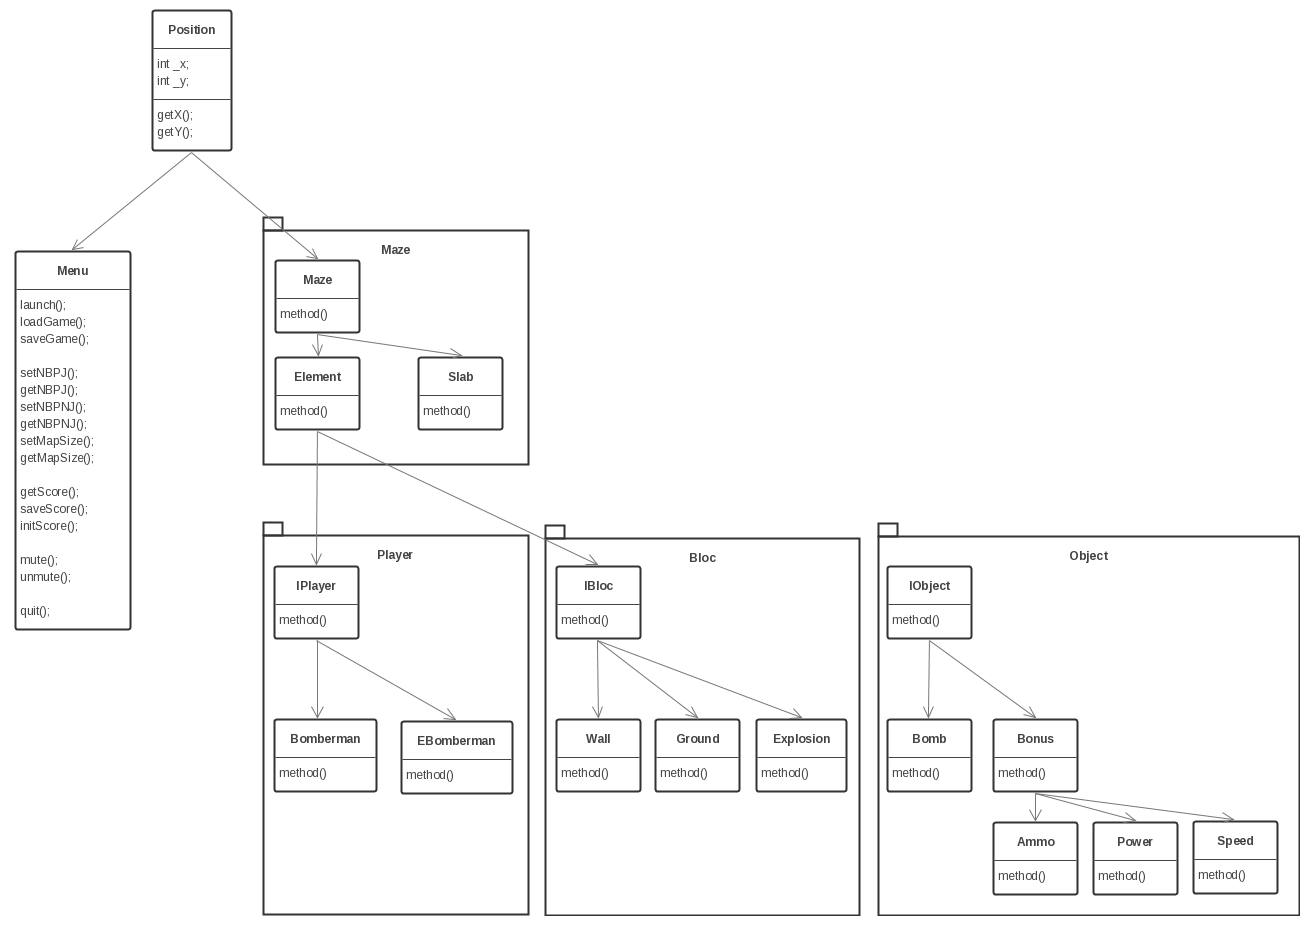 Position
int _x;
int _y;
getX();
getY();
Menu
launch();
loadGame();
saveGame();
setNBPJ();
getNBPJ();
setNBPNJ();
getNBPNJ();
setMapSize();
getMapSize();
getScore();
saveScore();
initScore();
mute();
unmute();
quit();
Maze
Maze
method()
Element
method()
Slab
method()
Player
IPlayer
method()
Bomberman
method()
EBomberman
method()
Bloc
IBloc
method()
Wall
method()
Ground
method()
Explosion
method()
Object
IObject
method()
Bomb
method()
Bonus
method()
Ammo
method()
Power
method()
Speed
method()